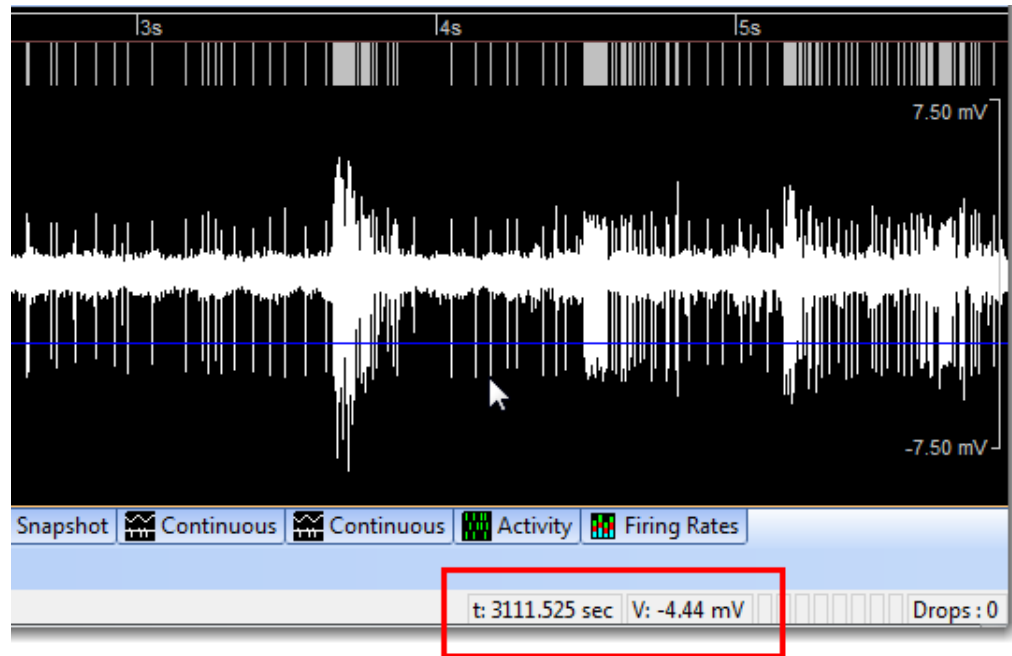 3s 4s 5s
7.50 mV
-7.50 mV
Snapshot Continuous Continuous Activity Firing Rates
t: 3111.525 sec V: -4.44 mV Drops : 0